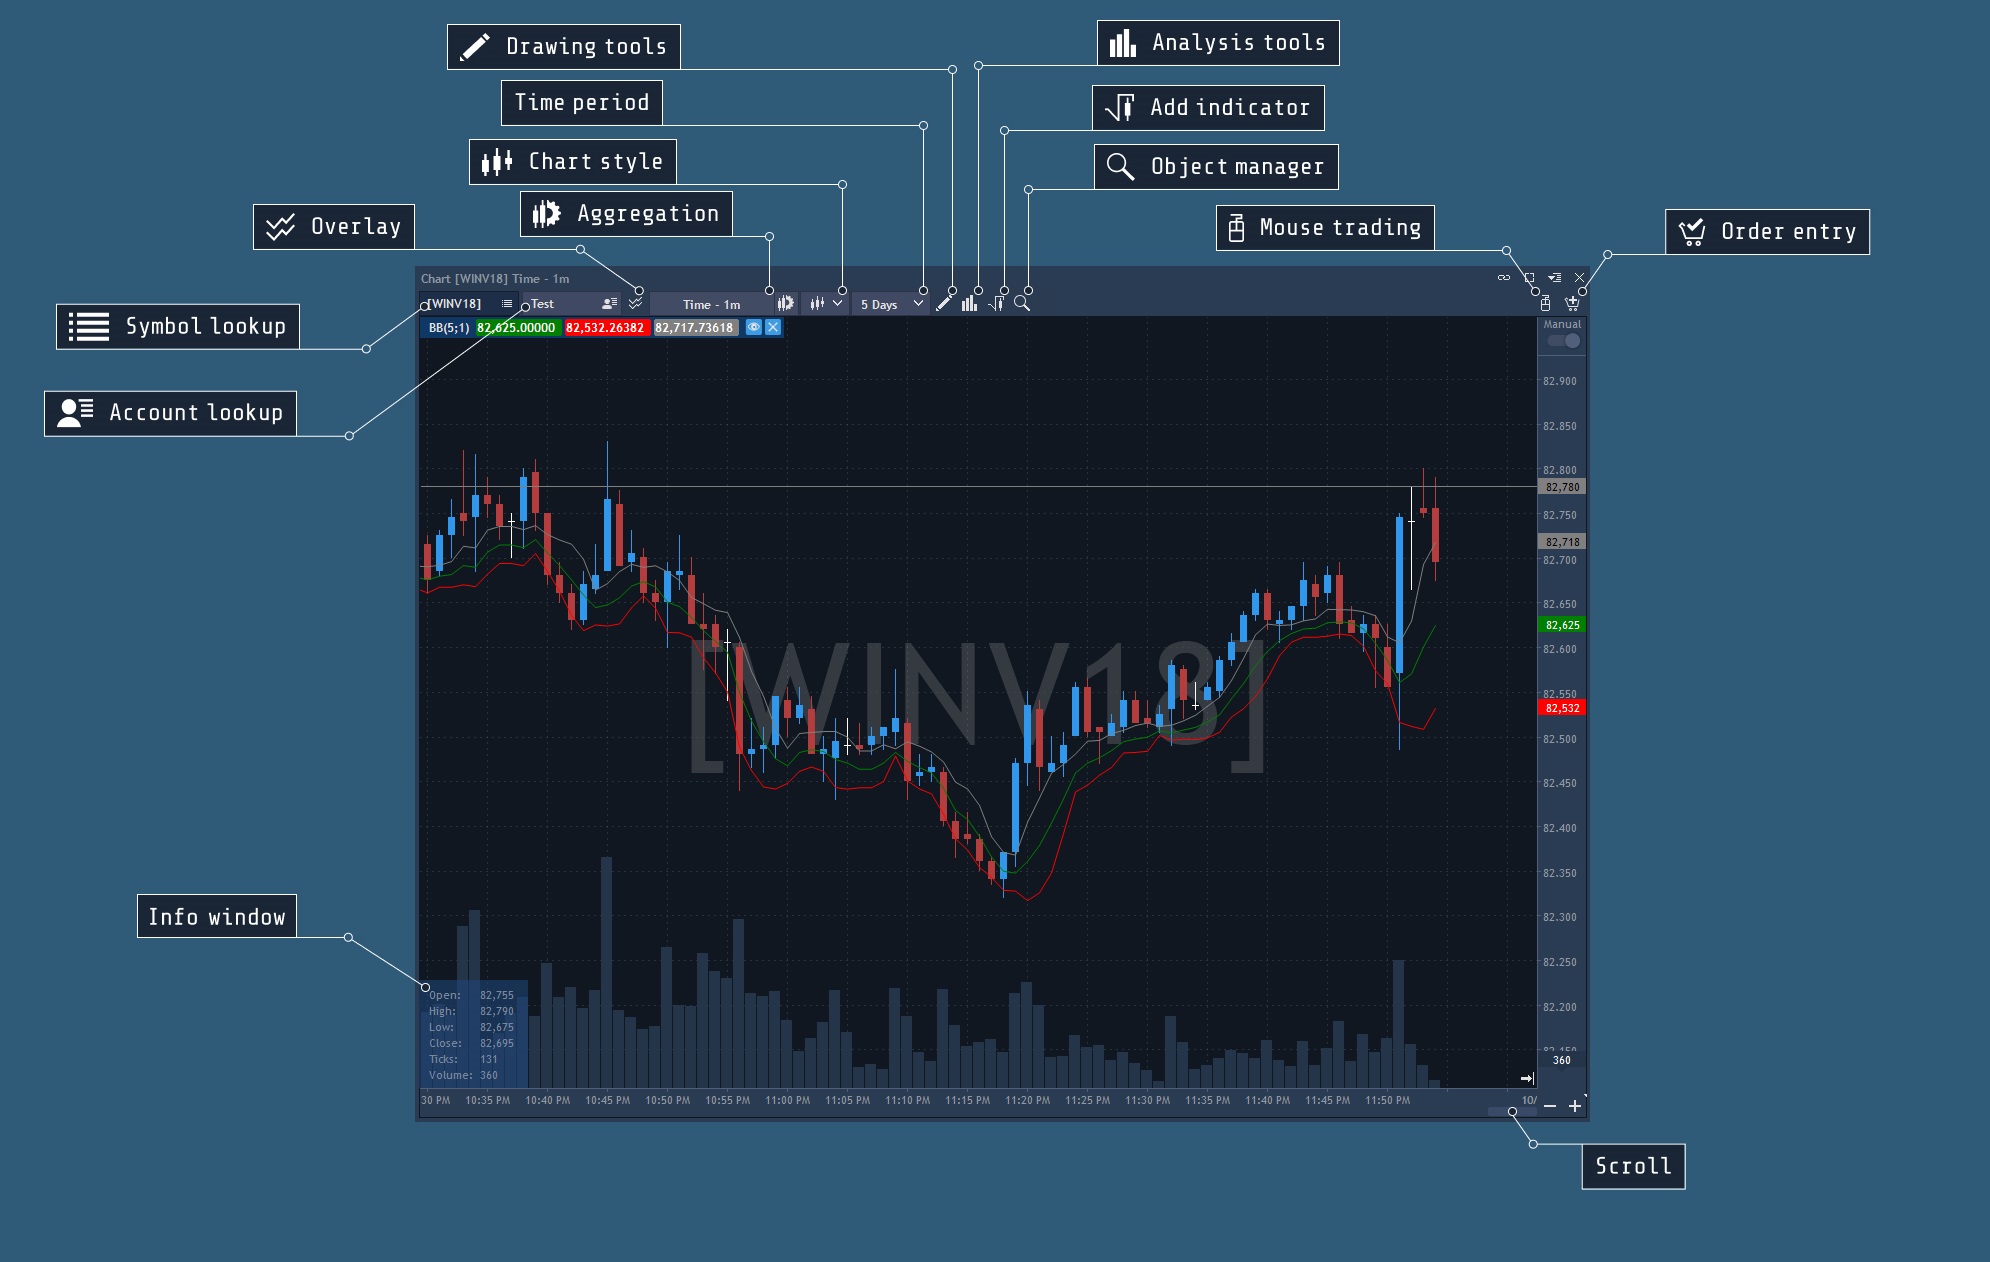 Drawing tools
Analysis tools
Time period
Add indicator
Chart style
Object manager
Aggregation
Overlay
Mouse trading
Order entry
Chart [WINV18] Time - 1m
[WINV18] Test Time - 1m 5 Days
Symbol lookup
BB(5;1) 82,625.00000 82,532.26382 82,717.73618
Manual
Account lookup
82.900
82.850
82.800
82,780
82.750
82,718
82.700
82.650
82,625
82.600
[WINV18]
82.550
82,532
82.500
82.450
82.400
82.350
82.300
82.250
82.200
82.150
360
Info window
Open: 82,755
High: 82,790
Low: 82,675
Close: 82,695
Ticks: 131
Volume: 360
30 PM 10:35 PM 10:40 PM 10:45 PM 10:50 PM 10:55 PM 11:00 PM 11:05 PM 11:10 PM 11:15 PM 11:20 PM 11:25 PM 11:30 PM 11:35 PM 11:40 PM 11:45 PM 11:50 PM 10/
Scroll